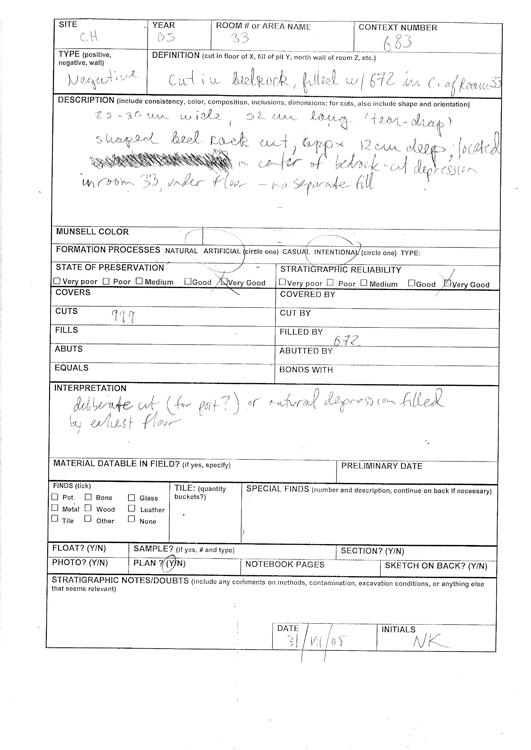 SITE YEAR ROOM # or AREA NAME CONTEXT NUMBER
CH 05 33 683
TYPE (positive, negative, wall) DEFINITION (cut in floor of X, fill of pit Y, north wall of room Z, etc.)
Negative Cut in bedrock, filled w/ 672 in C. of Room 33
DESCRIPTION (include consistency, color, composition, inclusions, dimensions; for cuts, also include shape and orientation)
25-30 cm wide, 52 cm long 'tear-drop'
shaped bed rock cut, appx 12 cm deep; located
in center of bedrock-cut depression
in room 33, under floor - no separate fill
MUNSELL COLOR
FORMATION PROCESSES NATURAL ARTIFICIAL (circle one) CASUAL INTENTIONAL (circle one) TYPE:
STATE OF PRESERVATION STRATIGRAPHIC RELIABILITY
Very poor Poor Medium Good Very Good Very poor Poor Medium Good Very Good
COVERS COVERED BY
CUTS 999 CUT BY
FILLS FILLED BY 672
ABUTS ABUTTED BY
EQUALS BONDS WITH
INTERPRETATION
deliberate cut (for post?) or natural depression filled
by earliest floor
MATERIAL DATABLE IN FIELD? (if yes, specify) PRELIMINARY DATE
FINDS (tick) TILE: (quantity buckets?) SPECIAL FINDS (number and description, continue on back if necessary)
Pot Bone Glass
Metal Wood Leather
Tile Other None
FLOAT? (Y/N) SAMPLE? (if yes, # and type) SECTION? (Y/N)
PHOTO? (Y/N) PLAN ? (Y/N) NOTEBOOK PAGES SKETCH ON BACK? (Y/N)
STRATIGRAPHIC NOTES/DOUBTS (include any comments on methods, contamination, excavation conditions, or anything else
that seems relevant)
DATE INITIALS
31/VII/05 NK